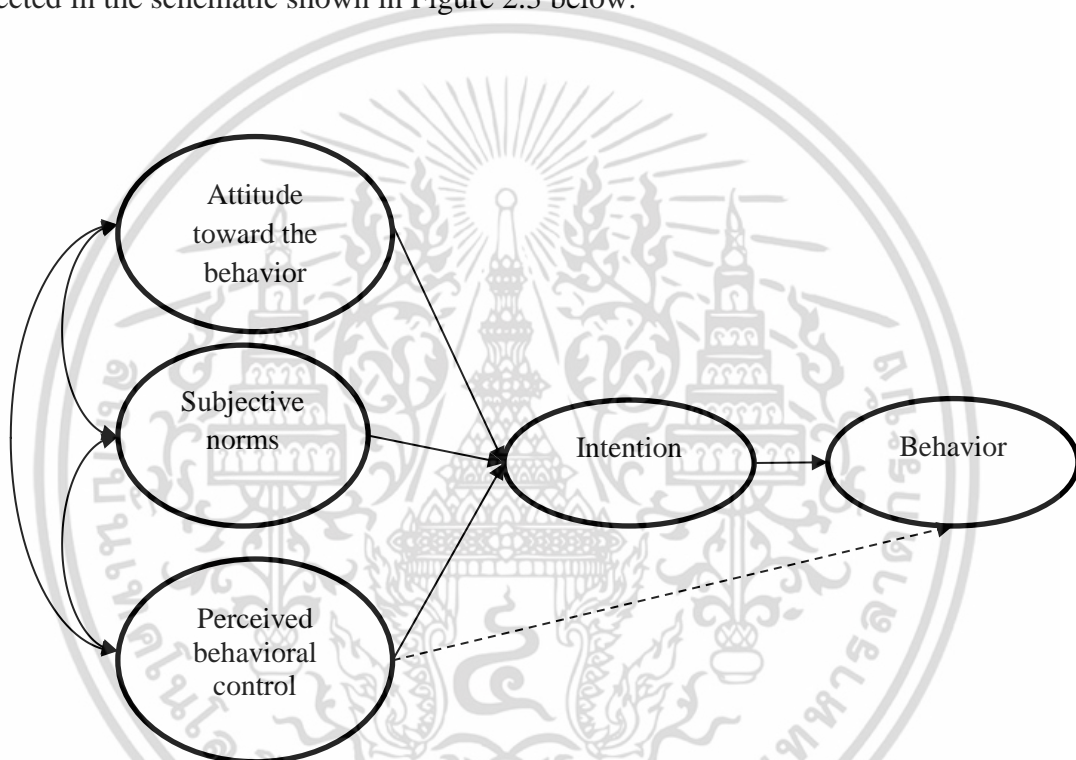 in the schematic shown in Figure 2.3 below.
Attitude
toward the
behavior
Subjective
norms
Intention
Behavior
Perceived
behavioral
control